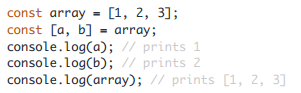 const array = [1, 2, 3];
const [a, b] = array;
console.log(a); // prints 1
console.log(b); // prints 2
console.log(array); // prints [1, 2, 3]